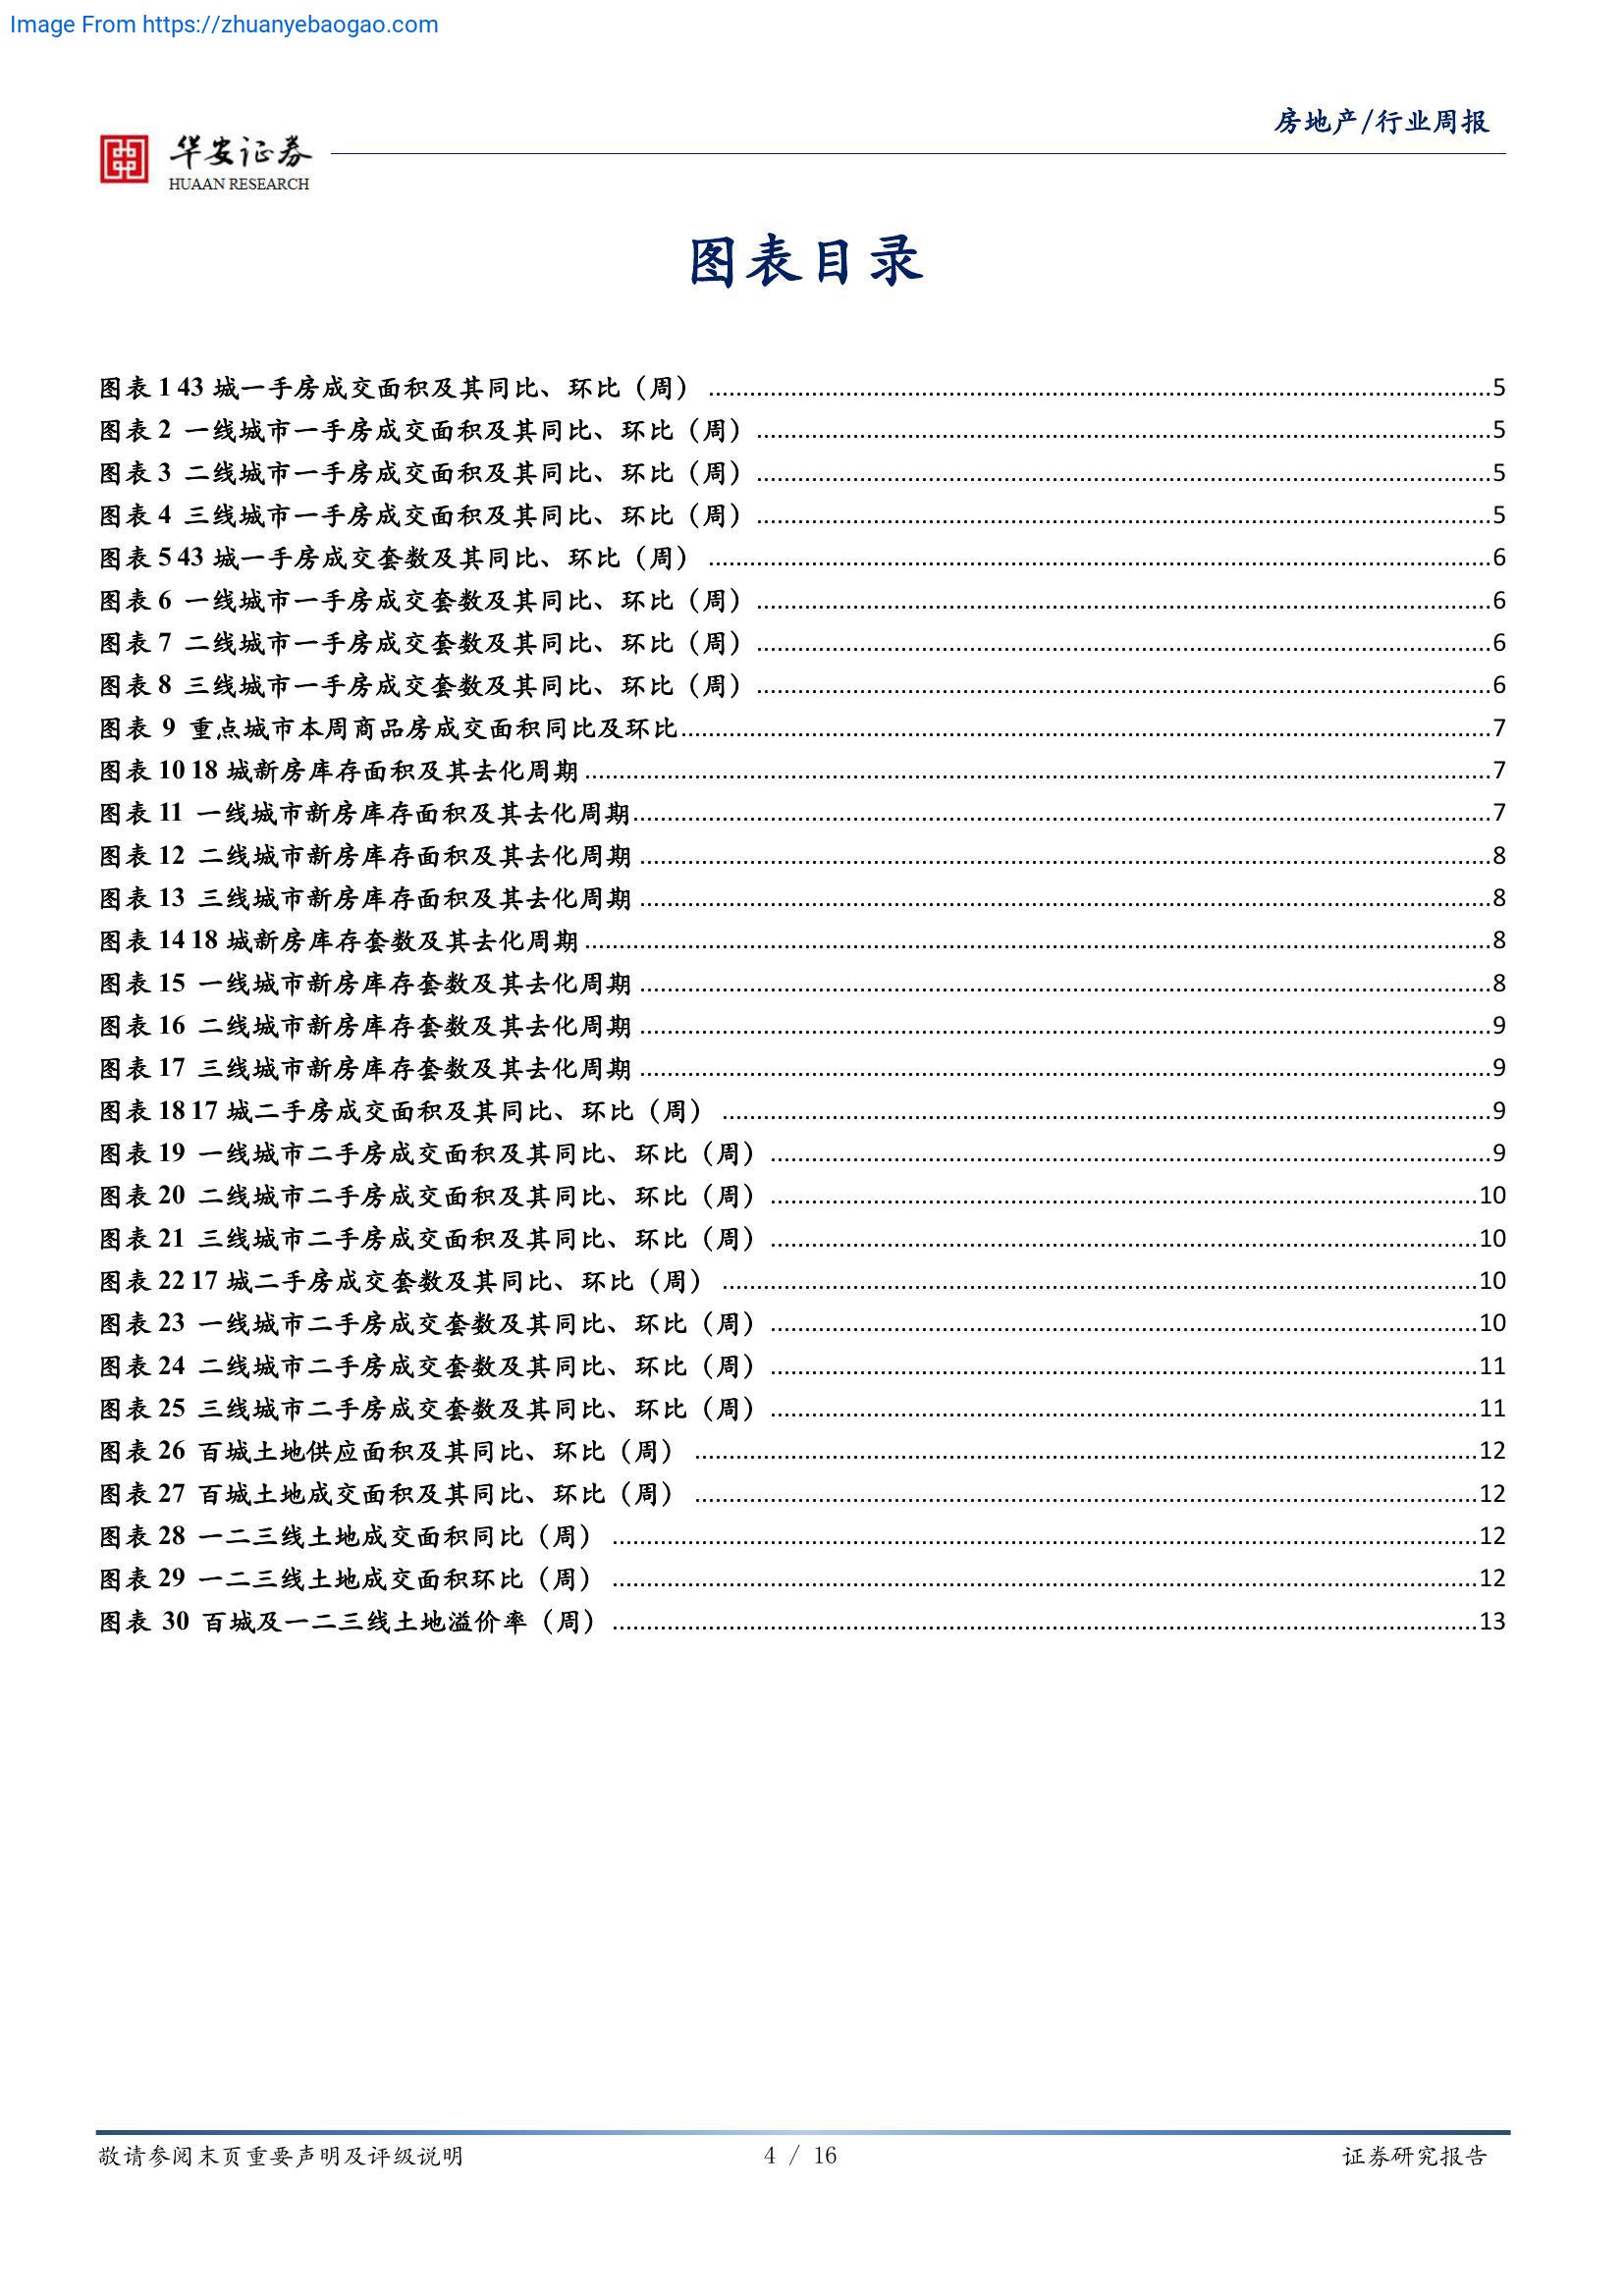 Image From https://zhuanyebaogao.com
房地产/行业周报
华安证券
HUAAN RESEARCH
图表目录
图表 1 43 城一手房成交面积及其同比、环比（周）5
图表 2 一线城市一手房成交面积及其同比、环比（周）5
图表 3 二线城市一手房成交面积及其同比、环比（周）5
图表 4 三线城市一手房成交面积及其同比、环比（周）5
图表 5 43 城一手房成交套数及其同比、环比（周）6
图表 6 一线城市一手房成交套数及其同比、环比（周）6
图表 7 二线城市一手房成交套数及其同比、环比（周）6
图表 8 三线城市一手房成交套数及其同比、环比（周）6
图表 9 重点城市本周商品房成交面积同比及环比7
图表 10 18 城新房库存面积及其去化周期7
图表 11 一线城市新房库存面积及其去化周期7
图表 12 二线城市新房库存面积及其去化周期8
图表 13 三线城市新房库存面积及其去化周期8
图表 14 18 城新房库存套数及其去化周期8
图表 15 一线城市新房库存套数及其去化周期8
图表 16 二线城市新房库存套数及其去化周期9
图表 17 三线城市新房库存套数及其去化周期9
图表 18 17 城二手房成交面积及其同比、环比（周）9
图表 19 一线城市二手房成交面积及其同比、环比（周）9
图表 20 二线城市二手房成交面积及其同比、环比（周）10
图表 21 三线城市二手房成交面积及其同比、环比（周）10
图表 22 17 城二手房成交套数及其同比、环比（周）10
图表 23 一线城市二手房成交套数及其同比、环比（周）10
图表 24 二线城市二手房成交套数及其同比、环比（周）11
图表 25 三线城市二手房成交套数及其同比、环比（周）11
图表 26 百城土地供应面积及其同比、环比（周）12
图表 27 百城土地成交面积及其同比、环比（周）12
图表 28 一二三线土地成交面积同比（周）12
图表 29 一二三线土地成交面积环比（周）12
图表 30 百城及一二三线土地溢价率（周）13
敬请参阅末页重要声明及评级说明
4 / 16
证券研究报告